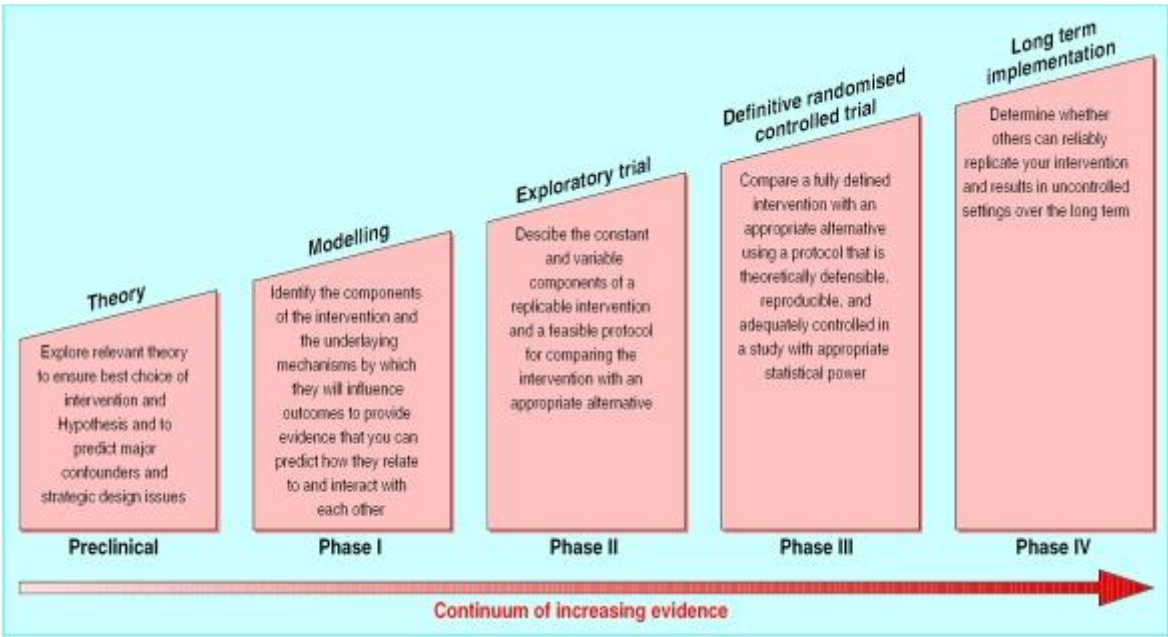 Theory
Explore relevant theory
to ensure best choice of
intervention and
Hypothesis and to
predict major
confounders and
strategic design issues
Preclinical
Modelling
Identify the components
of the intervention and
the underlaying
mechanisms by which
they will influence
outcomes to provide
evidence that you can
predict how they relate
to and interact with
each other
Phase I
Exploratory trial
Descibe the constant
and variable
components of a
replicable intervention
and a feasible protocol
for comparing the
intervention with an
appropriate alternative
Phase II
Definitive randomised
controlled trial
Compare a fully defined
intervention with an
appropriate alternative
using a protocol that is
theoretically defensible,
reproducible, and
adequately controlled in
a study with appropriate
statistical power
Phase III
Long term
implementation
Determine whether
others can reliably
replicate your intervention
and results in uncontrolled
settings over the long term
Phase IV
Continuum of increasing evidence